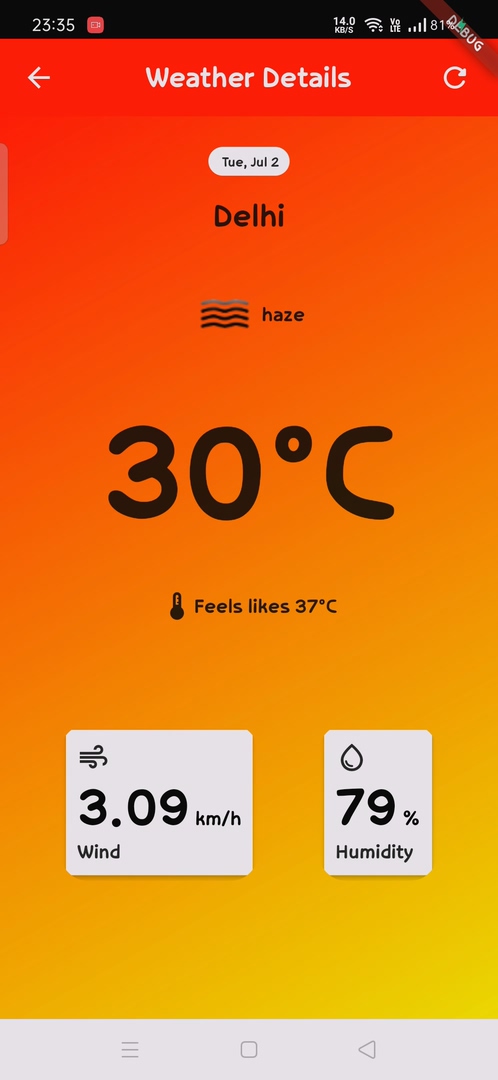 23:35 14.0 KB/S Vo LTE 81%
DEBUG
Weather Details
Tue, Jul 2
Delhi
haze
30°C
Feels likes 37°C
3.09 km/h
Wind
79 %
Humidity